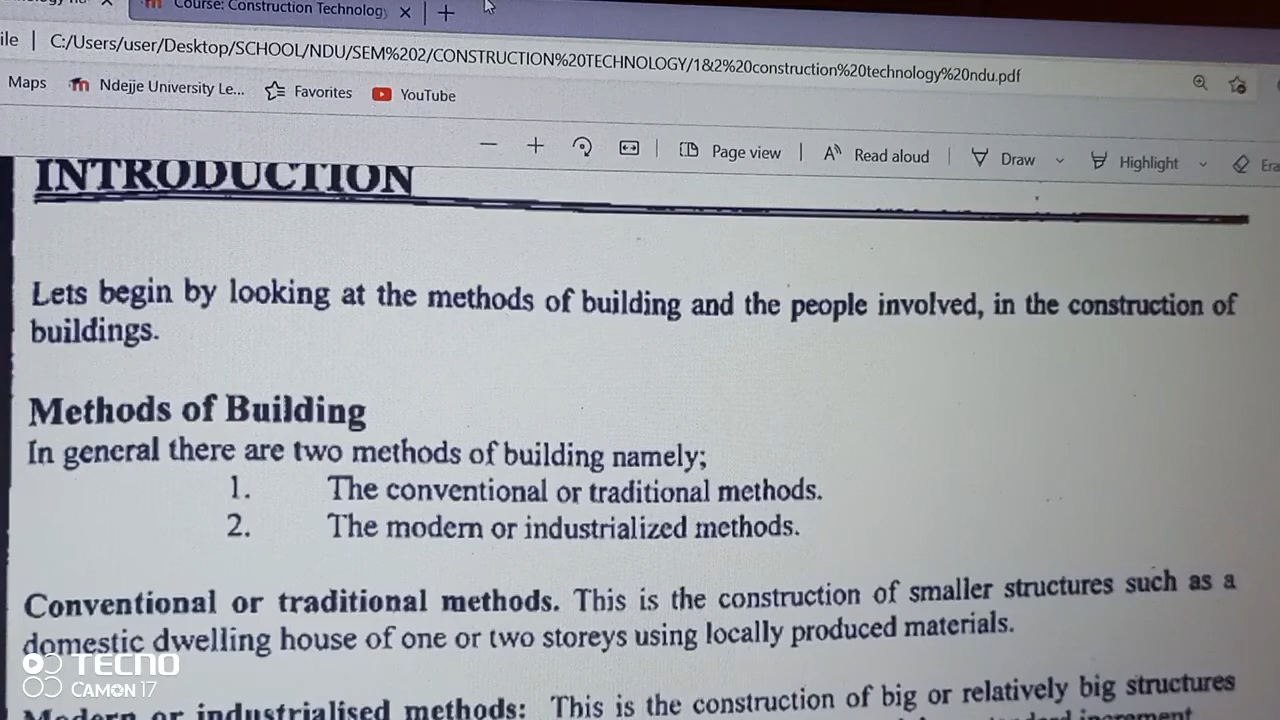 Course: Construction Technology
ile | C:/Users/user/Desktop/SCHOOL/NDU/SEM%202/CONSTRUCTION%20TECHNOLOGY/1&2%20construction%20technology%20ndu.pdf
Maps Ndejje University Le... Favorites YouTube
Page view Read aloud Draw Highlight Era
INTRODUCTION
Lets begin by looking at the methods of building and the people involved, in the construction of
buildings.
Methods of Building
In general there are two methods of building namely;
1. The conventional or traditional methods.
2. The modern or industrialized methods.
Conventional or traditional methods. This is the construction of smaller structures such as a
domestic dwelling house of one or two storeys using locally produced materials.
TECNO
CAMON 17
Modern or industrialised methods: This is the construction of big or relatively big structures